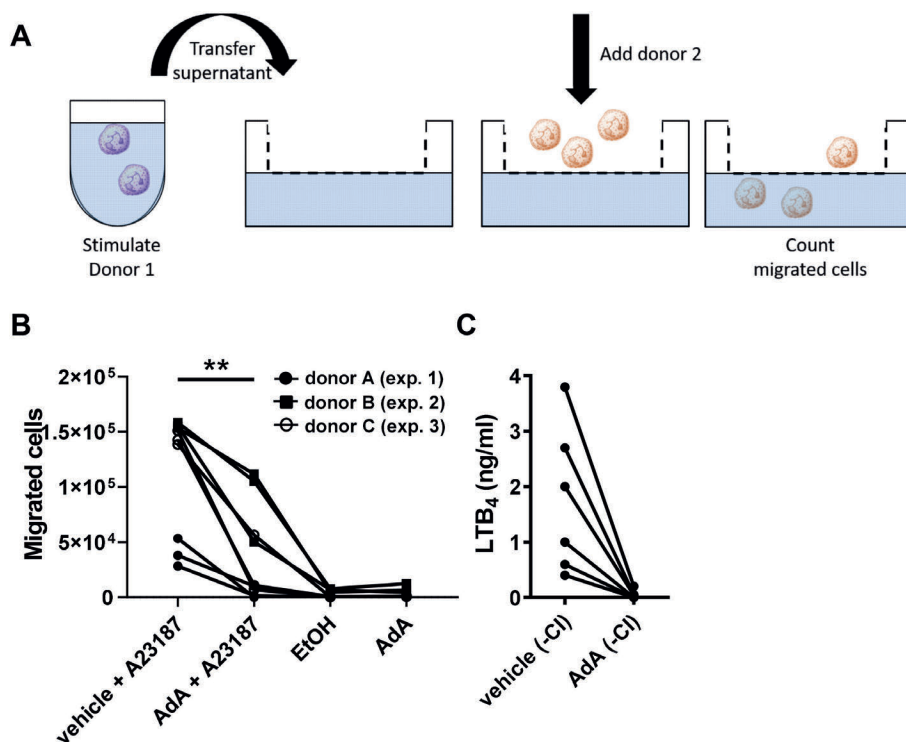 A
Transfer
supernatant
Add donor 2
Stimulate
Donor 1
Count
migrated cells
B
**
donor A (exp. 1)
donor B (exp. 2)
donor C (exp. 3)
2×10⁵
1.5×10⁵
1×10⁵
5×10⁴
0
Migrated cells
vehicle + A23187
AdA + A23187
EtOH
AdA
C
4
3
2
1
0
LTB₄ (ng/ml)
vehicle (-CI)
AdA (-CI)